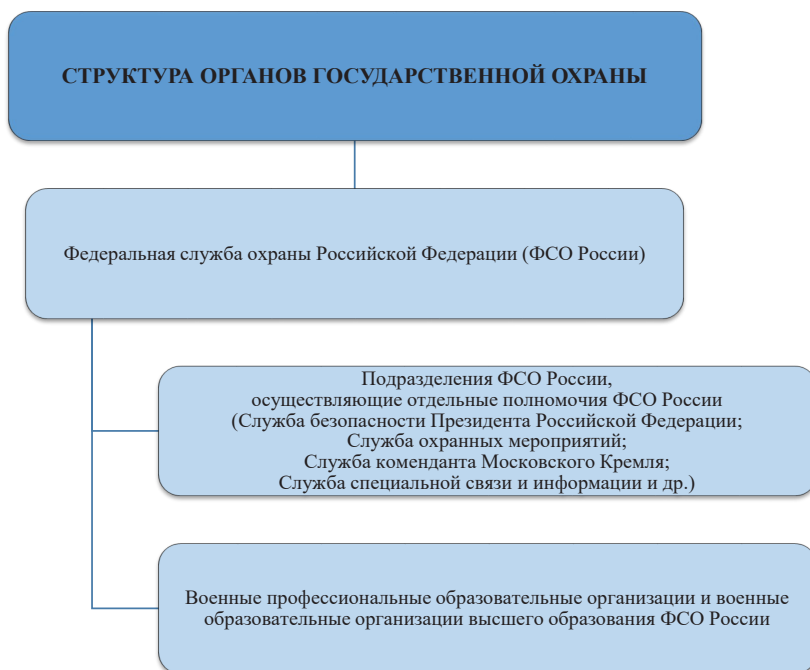 СТРУКТУРА ОРГАНОВ ГОСУДАРСТВЕННОЙ ОХРАНЫ
Федеральная служба охраны Российской Федерации (ФСО России)
Подразделения ФСО России,
осуществляющие отдельные полномочия ФСО России
(Служба безопасности Президента Российской Федерации;
Служба охранных мероприятий;
Служба коменданта Московского Кремля;
Служба специальной связи и информации и др.)
Военные профессиональные образовательные организации и военные
образовательные организации высшего образования ФСО России